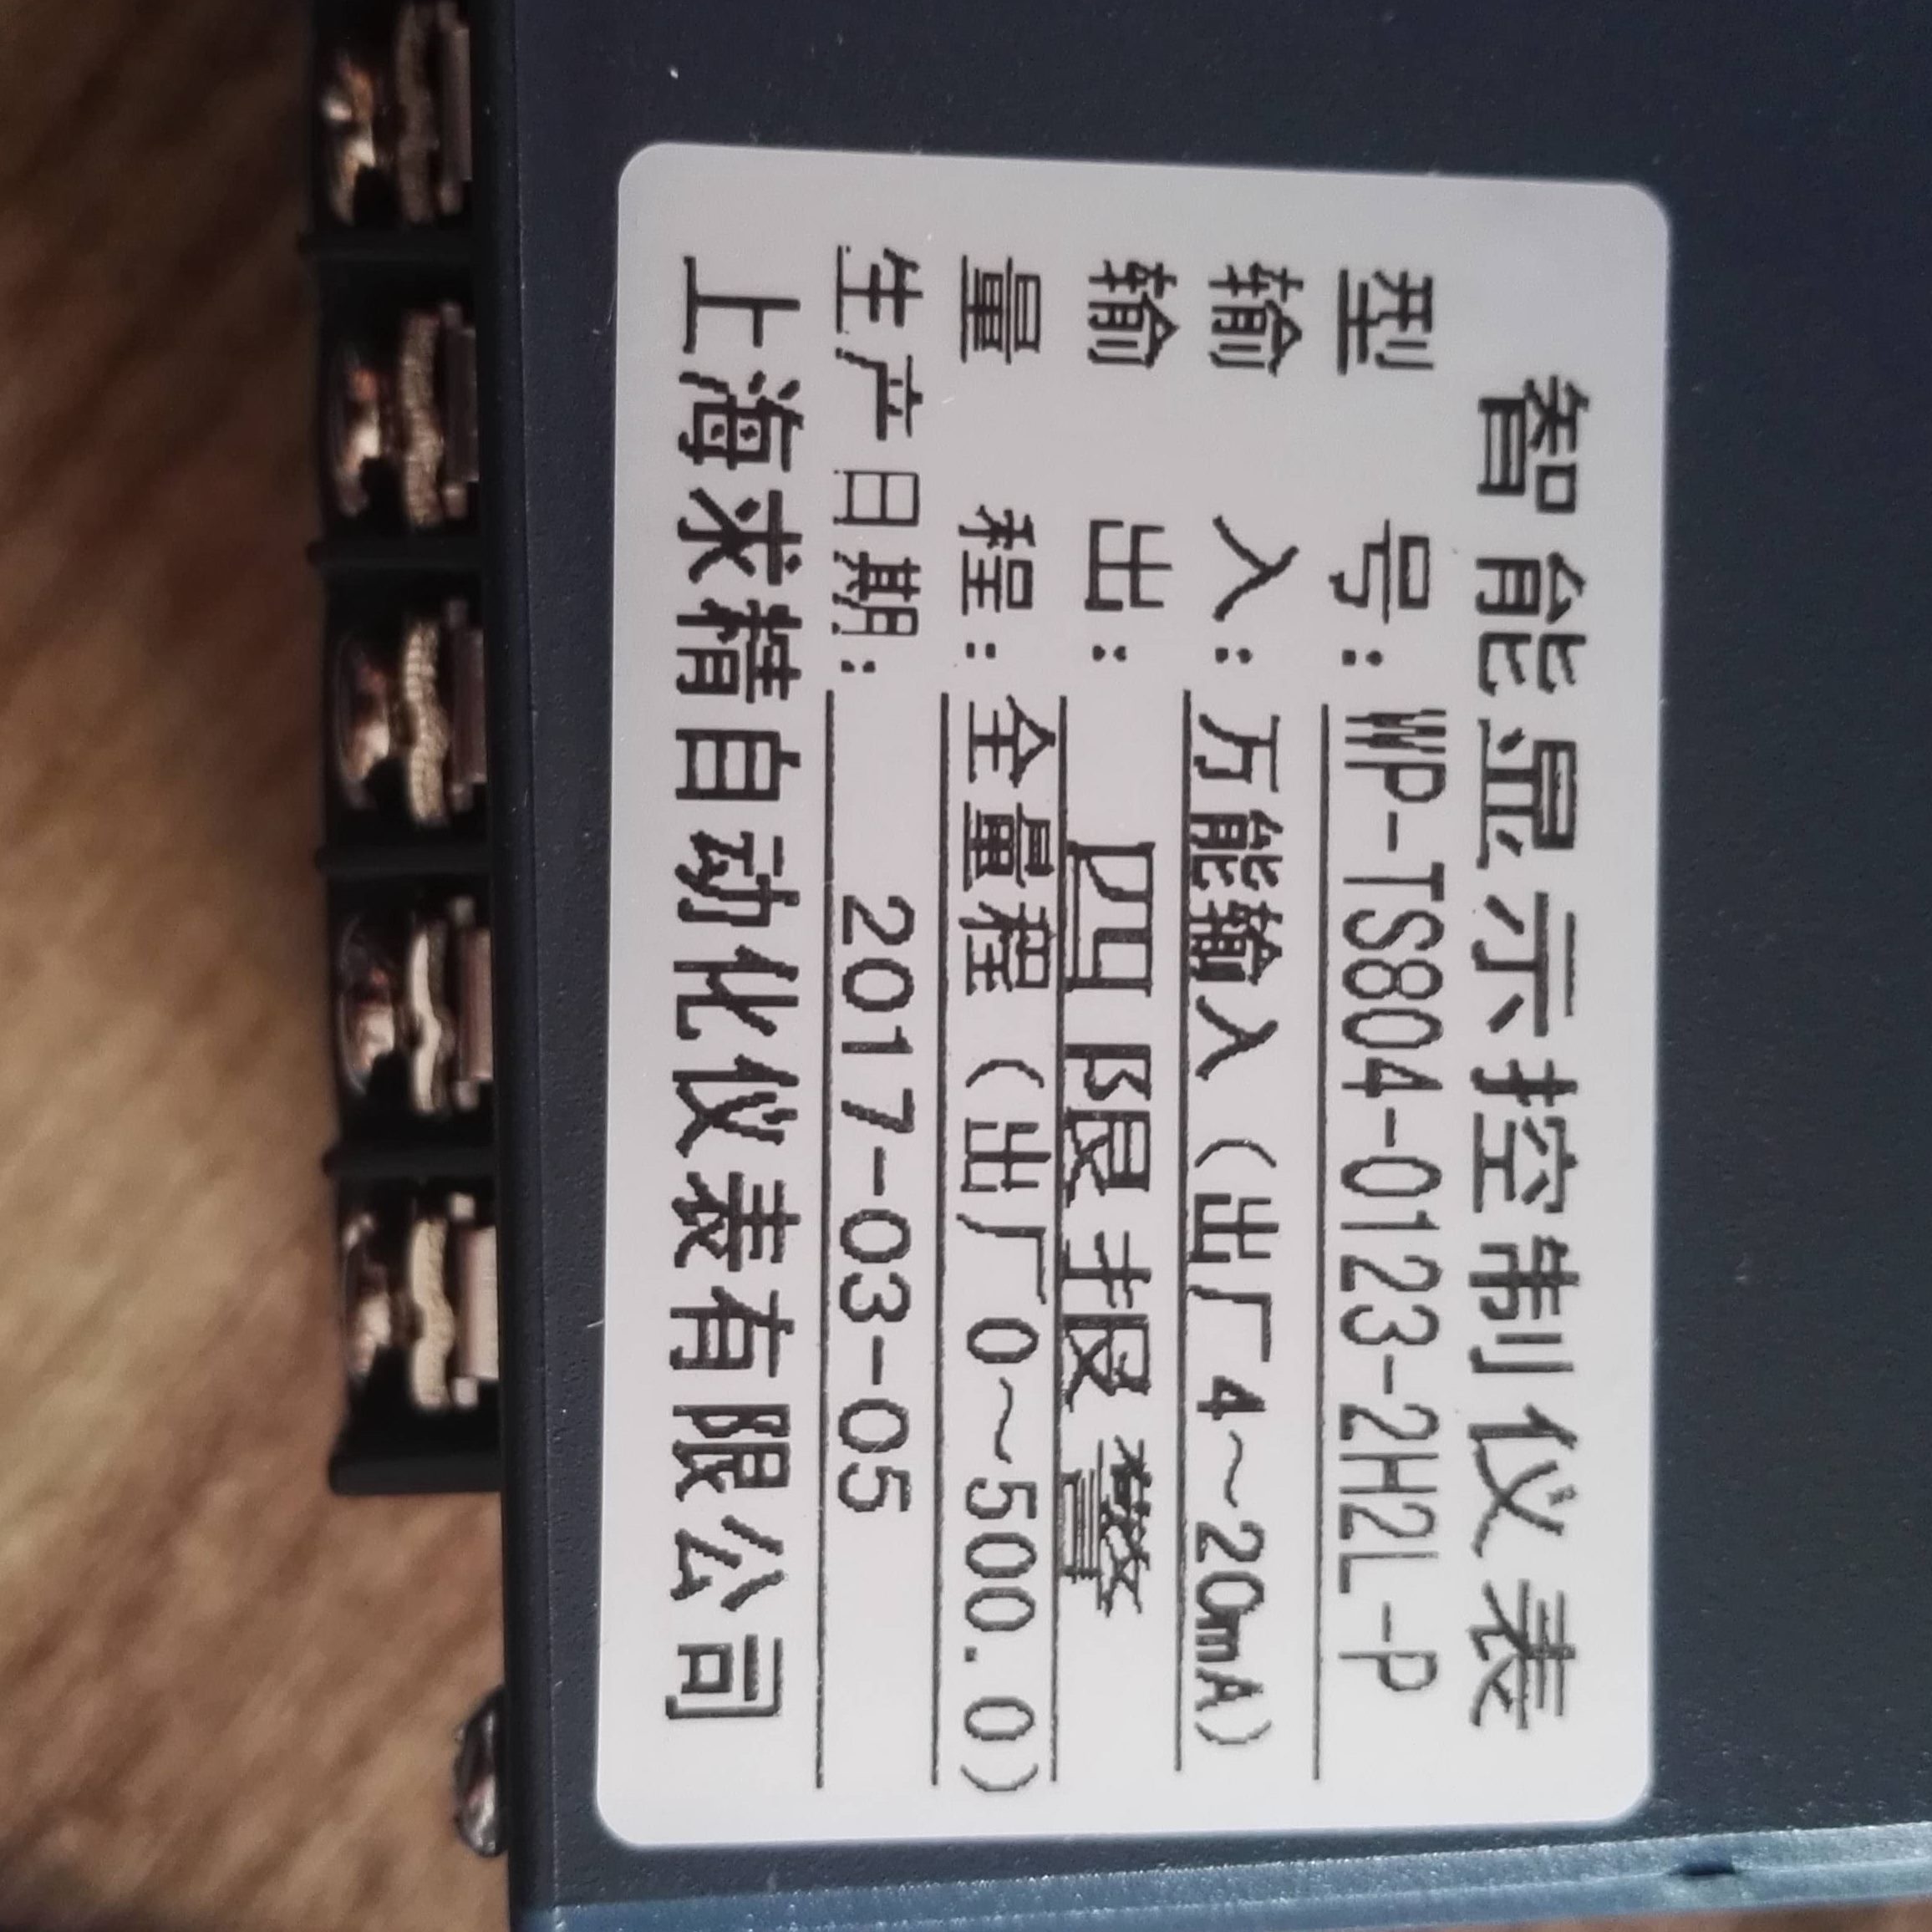 智能显示控制仪表
型 号：WP-TS804-0123-2H2L-P
输 入：万能输入（出厂4~20mA）
输 出：四限报警
量 程：全量程（出厂0~500.0）
生产日期：2017-03-05
上海求精自动化仪表有限公司